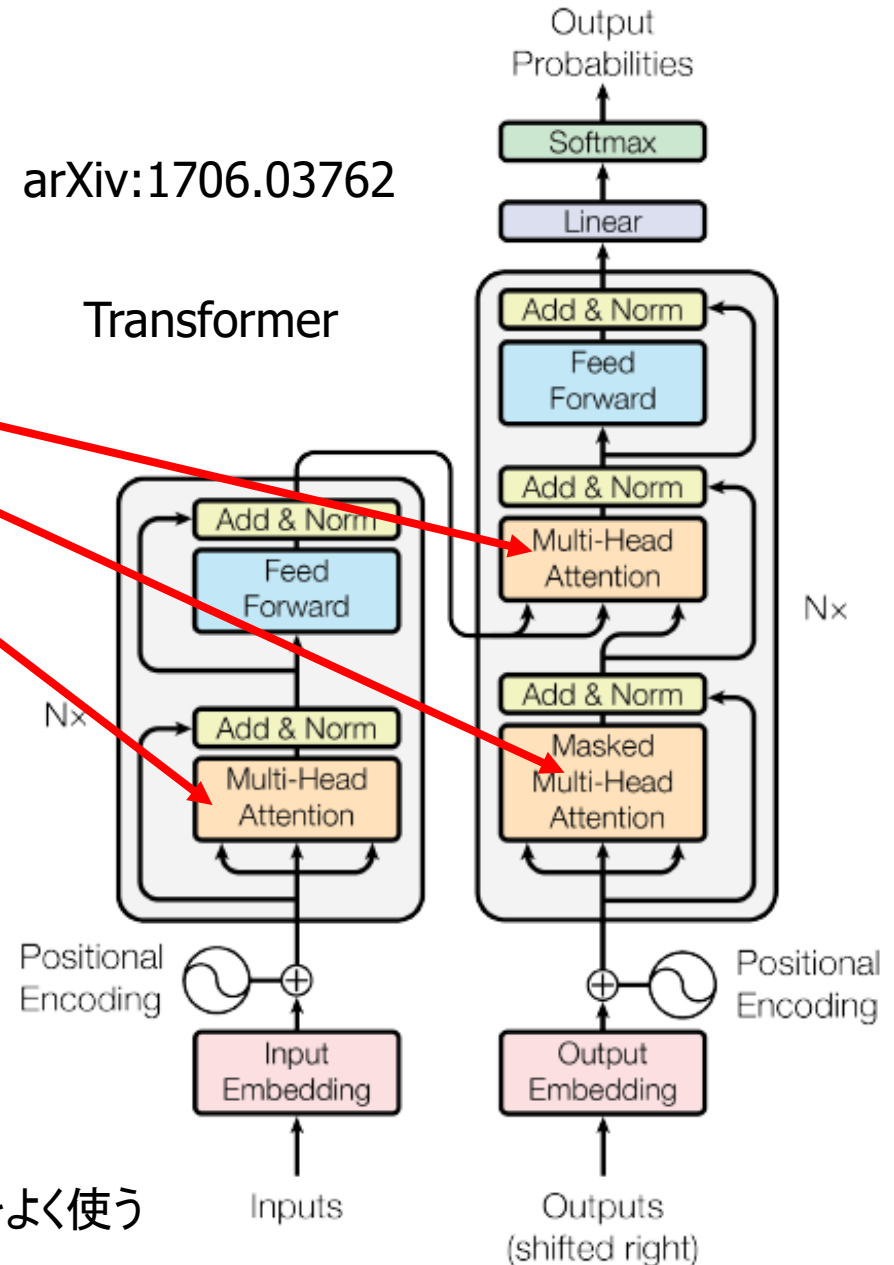 Output
Probabilities
Softmax
arXiv:1706.03762
Linear
Transformer
Add & Norm
Feed
Forward
Add & Norm
Multi-Head
Attention
Nx
Add & Norm
Masked
Multi-Head
Attention
Add & Norm
Feed
Forward
Nx
Add & Norm
Multi-Head
Attention
Positional
Encoding
Positional
Encoding
Input
Embedding
Output
Embedding
よく使う
Inputs
Outputs
(shifted right)